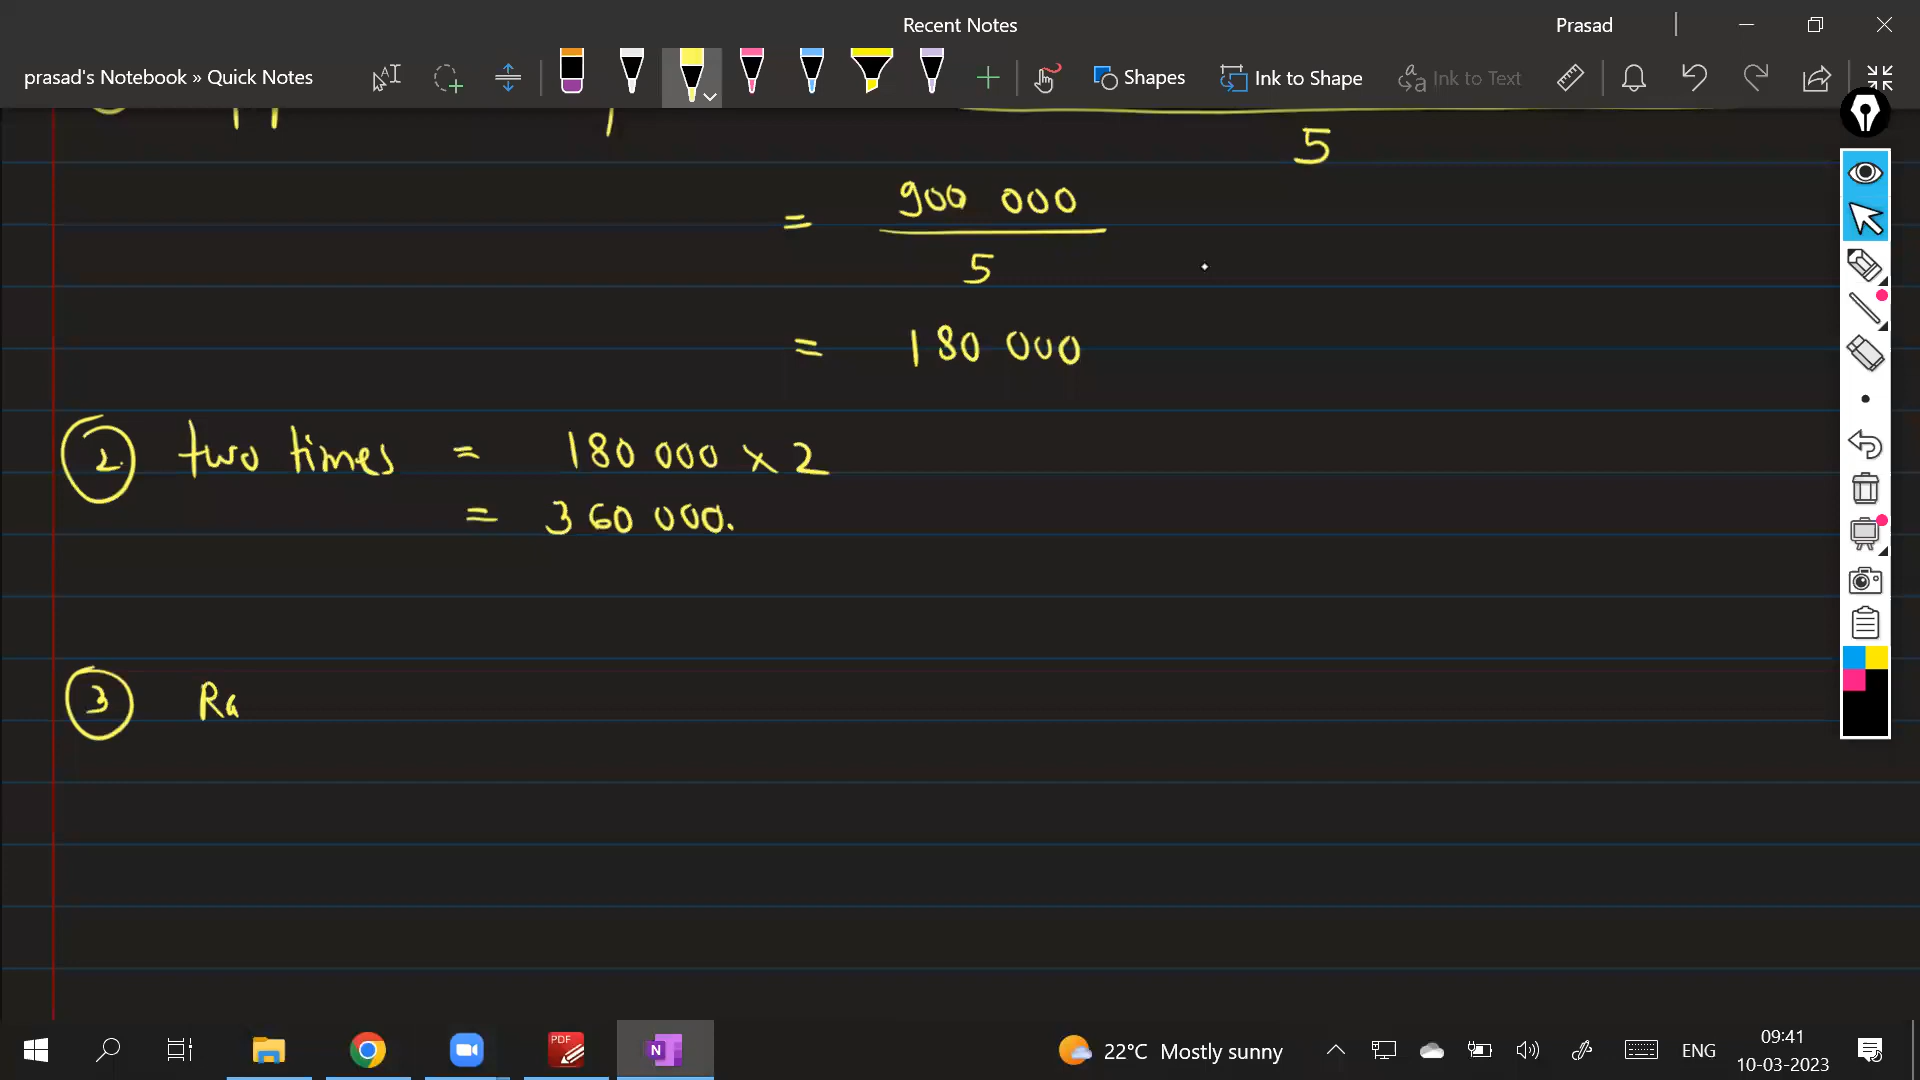 Recent Notes
Prasad
prasad's Notebook » Quick Notes
Shapes
Ink to Shape
Ink to Text
5
= 900 000
5
= 180 000
2 two times = 180 000 x 2
= 360 000.
3 Ra
22°C Mostly sunny
ENG
09:41
10-03-2023
PDF
N